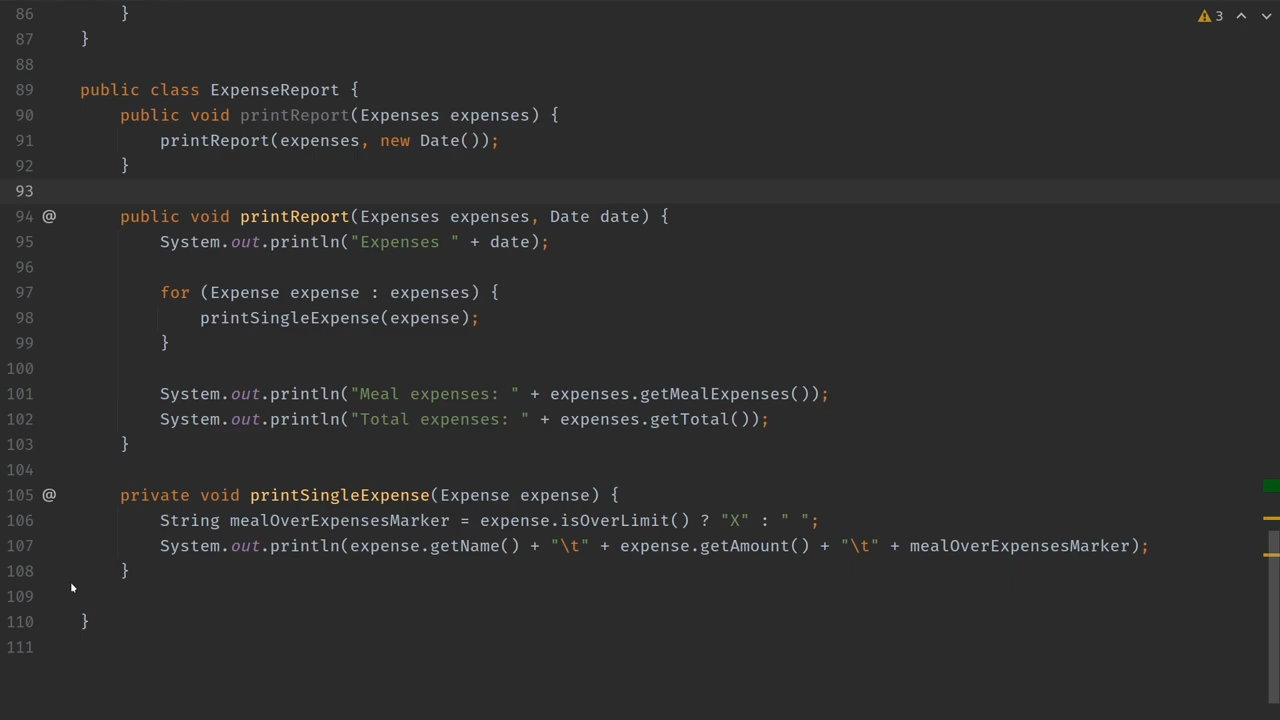 3
86 }
87 }
88
89 public class ExpenseReport {
90 public void printReport(Expenses expenses) {
91 printReport(expenses, new Date());
92 }
93
94 @ public void printReport(Expenses expenses, Date date) {
95 System.out.println("Expenses " + date);
96
97 for (Expense expense : expenses) {
98 printSingleExpense(expense);
99 }
100
101 System.out.println("Meal expenses: " + expenses.getMealExpenses());
102 System.out.println("Total expenses: " + expenses.getTotal());
103 }
104
105 @ private void printSingleExpense(Expense expense) {
106 String mealOverExpensesMarker = expense.isOverLimit() ? "X" : " ";
107 System.out.println(expense.getName() + "\t" + expense.getAmount() + "\t" + mealOverExpensesMarker);
108 }
109
110 }
111